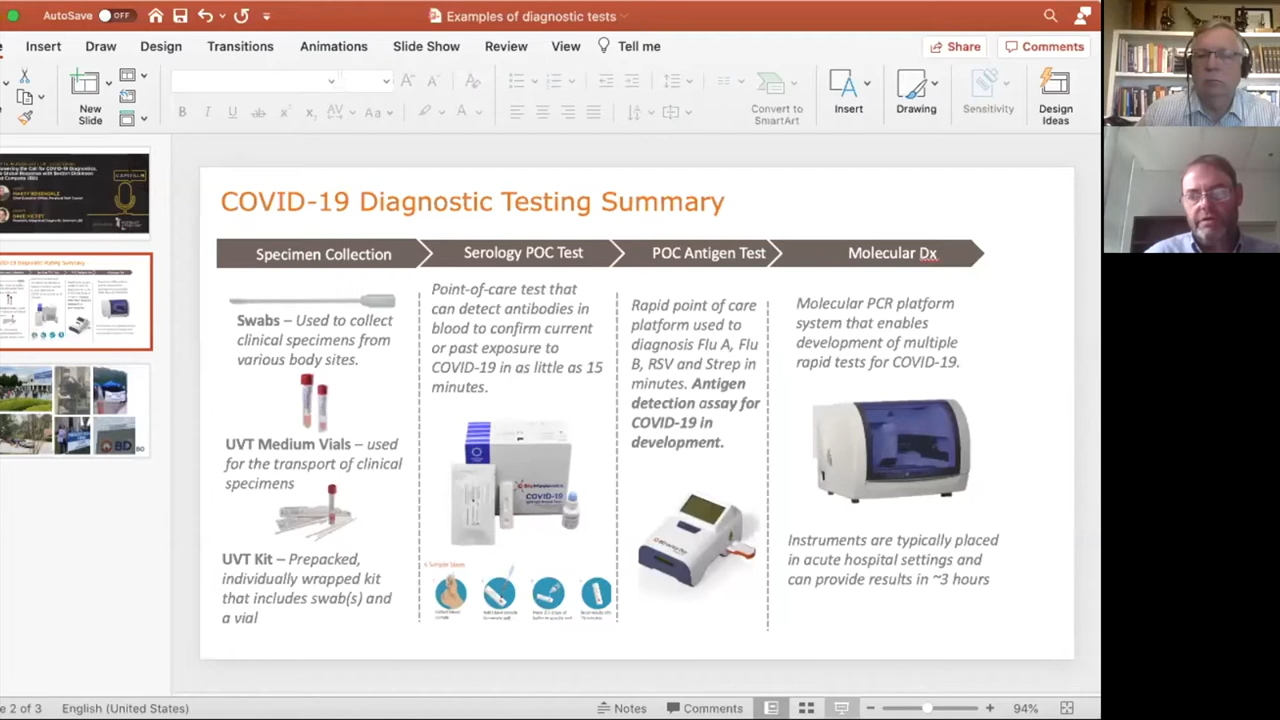 AutoSave OFF
Examples of diagnostic tests
Insert Draw Design Transitions Animations Slide Show Review View Tell me
Share Comments
New
Slide
Convert to
SmartArt
Insert
Drawing
Sensitivity
Design
Ideas
COVID-19 Diagnostic Testing Summary
Specimen Collection
Serology POC Test
POC Antigen Test
Molecular Dx
Swabs – Used to collect
clinical specimens from
various body sites.
UVT Medium Vials – used
for the transport of clinical
specimens
UVT Kit – Prepacked,
individually wrapped kit
that includes swab(s) and
a vial
Point-of-care test that
can detect antibodies in
blood to confirm current
or past exposure to
COVID-19 in as little as 15
minutes.
COVID-19
Rapid point of care
platform used to
diagnosis Flu A, Flu
B, RSV and Strep in
minutes. Antigen
detection assay for
COVID-19 in
development.
Molecular PCR platform
system that enables
development of multiple
rapid tests for COVID-19.
Instruments are typically placed
in acute hospital settings and
can provide results in ~3 hours
BD
2 of 3 English (United States)
Notes Comments 94%